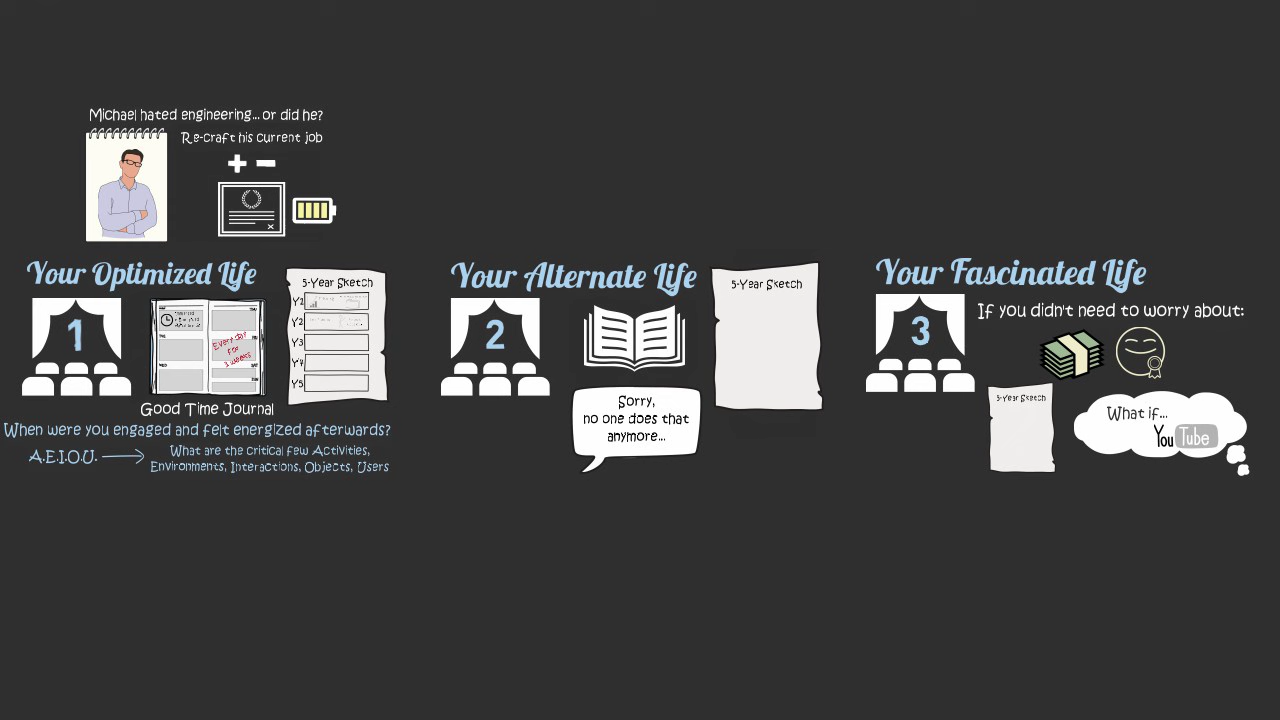 Michael hated engineering... or did he?
Re-craft his current job
Your Optimized Life
1
Every day
for
3 weeks
Good Time Journal
5-Year Sketch
Y1
Y2
Y3
Y4
Y5
When were you engaged and felt energized afterwards?
A.E.I.O.U.
What are the critical few Activities,
Environments, Interactions, Objects, Users
Your Alternate Life
2
Sorry,
no one does that
anymore...
5-Year Sketch
Your Fascinated Life
3
If you didn't need to worry about:
5-Year Sketch
What if...
YouTube